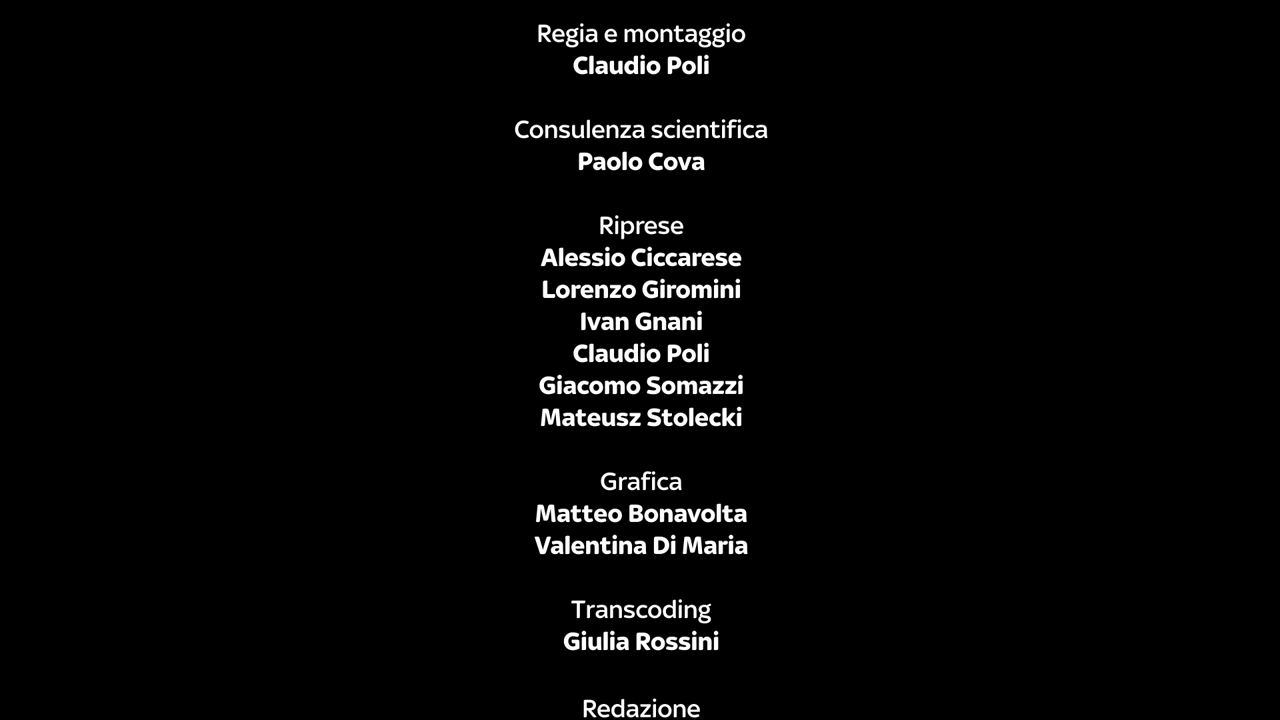 Regia e montaggio
Claudio Poli
Consulenza scientifica
Paolo Cova
Riprese
Alessio Ciccarese
Lorenzo Giromini
Ivan Gnani
Claudio Poli
Giacomo Somazzi
Mateusz Stolecki
Grafica
Matteo Bonavolta
Valentina Di Maria
Transcoding
Giulia Rossini
Redazione